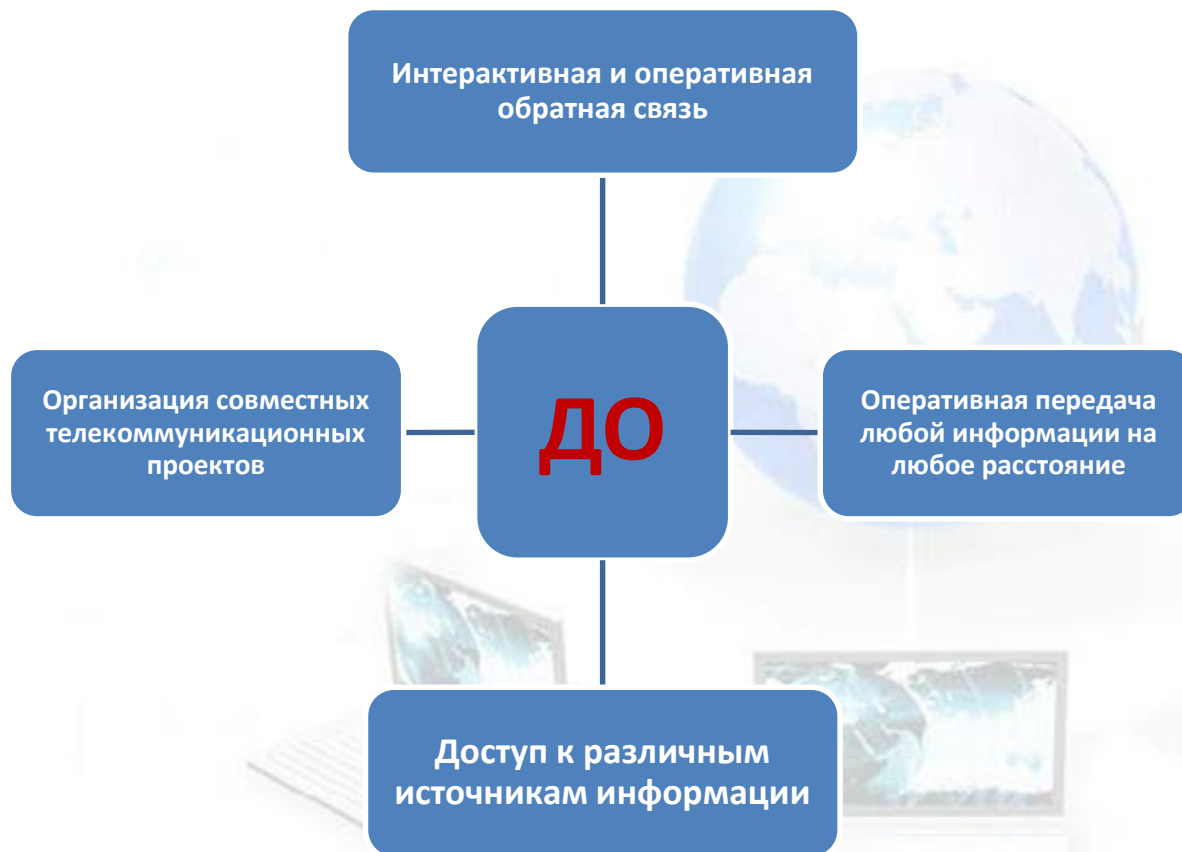 Интерактивная и оперативная
обратная связь
Организация совместных
телекоммуникационных
проектов
ДО
Оперативная передача
любой информации на
любое расстояние
Доступ к различным
источникам информации